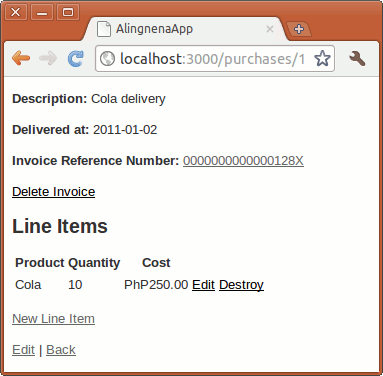 AlingnenaApp
localhost:3000/purchases/1
Description: Cola delivery
Delivered at: 2011-01-02
Invoice Reference Number: 0000000000000128X
Delete Invoice
Line Items
Product Quantity Cost
Cola 10 PhP250.00 Edit Destroy
New Line Item
Edit | Back